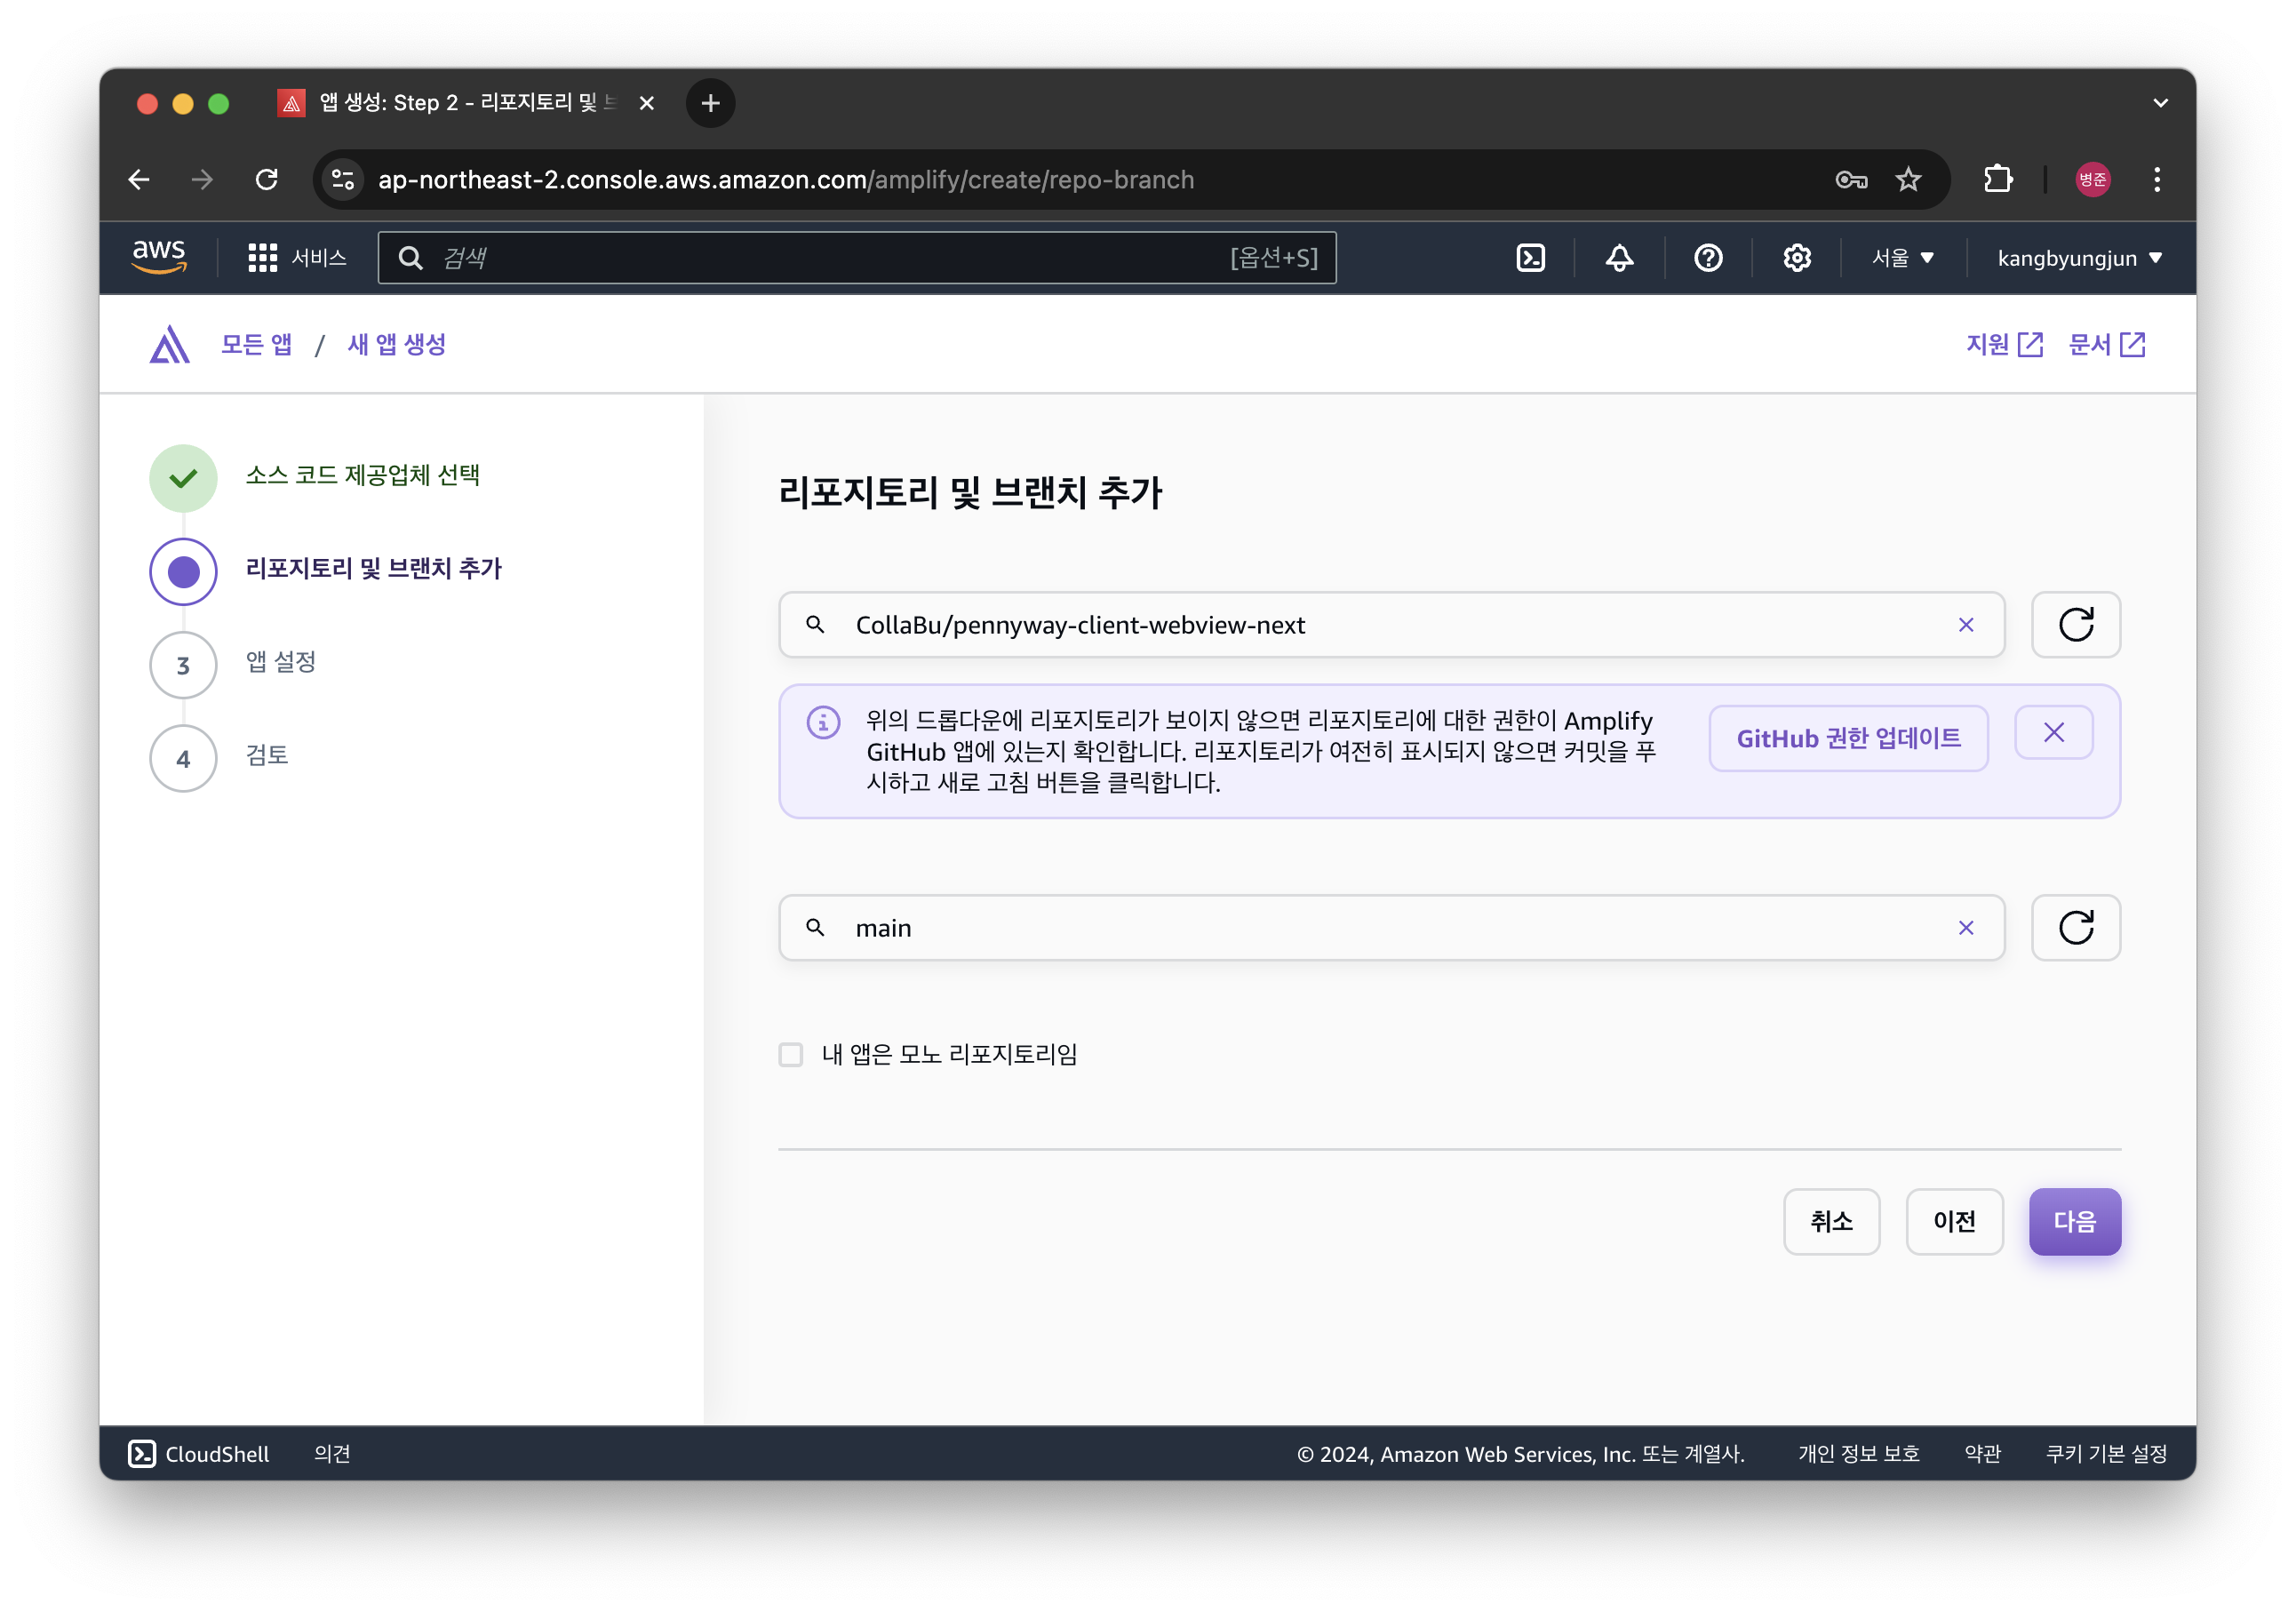 앱 생성: Step 2 - 리포지토리 및
ap-northeast-2.console.aws.amazon.com/amplify/create/repo-branch
병준
aws
서비스
검색
[옵션+S]
서울
kangbyungjun
모든 앱 / 새 앱 생성
지원
문서
소스 코드 제공업체 선택
리포지토리 및 브랜치 추가
3
앱 설정
4
검토
리포지토리 및 브랜치 추가
CollaBu/pennyway-client-webview-next
위의 드롭다운에 리포지토리가 보이지 않으면 리포지토리에 대한 권한이 Amplify
GitHub 앱에 있는지 확인합니다. 리포지토리가 여전히 표시되지 않으면 커밋을 푸
시하고 새로 고침 버튼을 클릭합니다.
GitHub 권한 업데이트
main
내 앱은 모노 리포지토리임
취소
이전
다음
CloudShell
의견
© 2024, Amazon Web Services, Inc. 또는 계열사.
개인 정보 보호
약관
쿠키 기본 설정